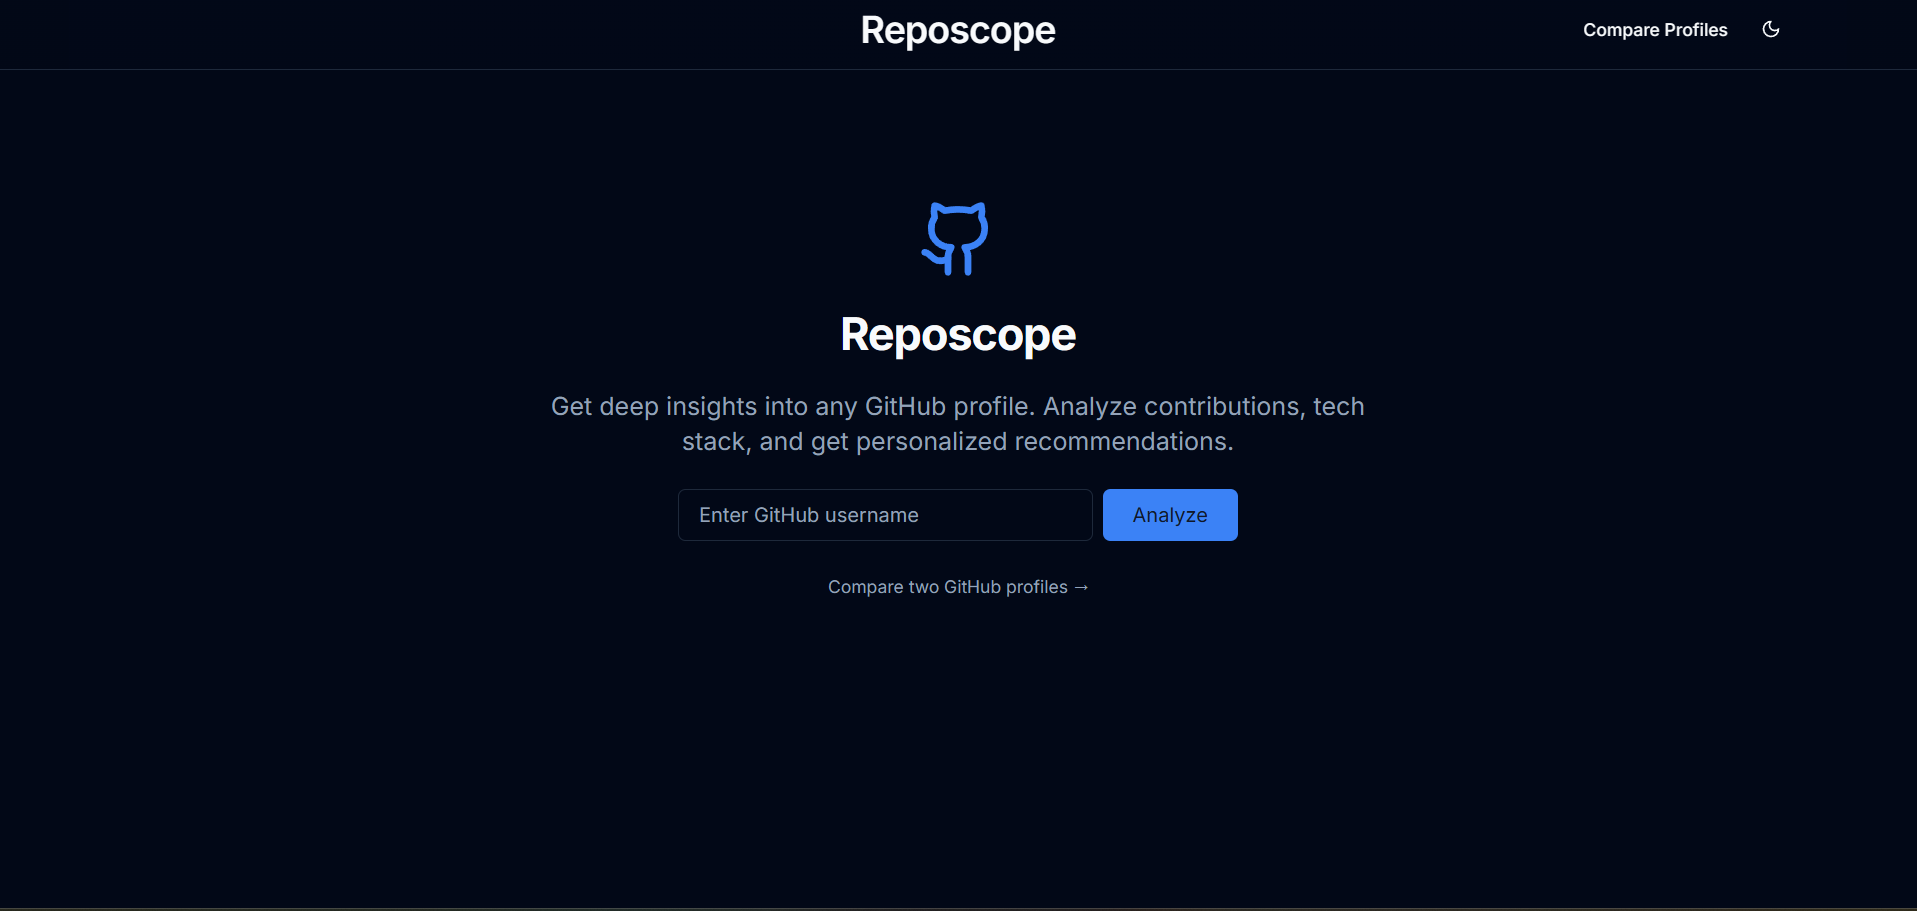 Reposcope
Compare Profiles
Reposcope
Get deep insights into any GitHub profile. Analyze contributions, tech
stack, and get personalized recommendations.
Enter GitHub username
Analyze
Compare two GitHub profiles →